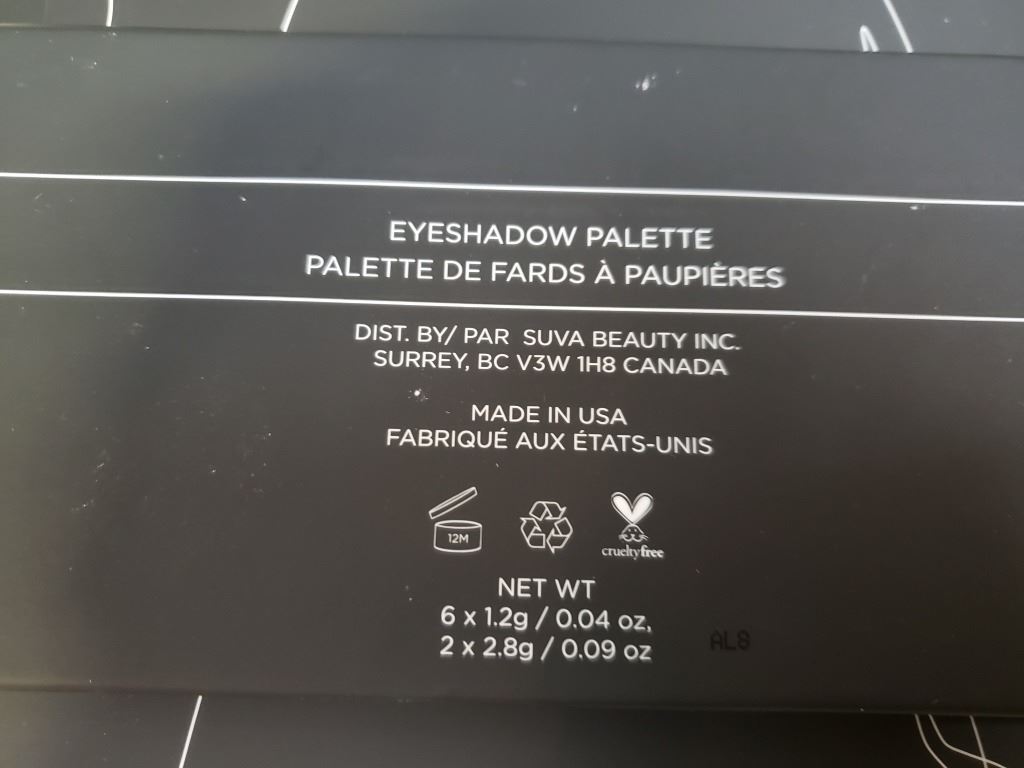 EYESHADOW PALETTE
PALETTE DE FARDS À PAUPIÈRES
DIST. BY/ PAR SUVA BEAUTY INC.
SURREY, BC V3W 1H8 CANADA
MADE IN USA
FABRIQUÉ AUX ÉTATS-UNIS
12M
crueltyfree
NET WT
6 x 1.2g / 0.04 oz,
2 x 2.8g / 0.09 oz
AL8